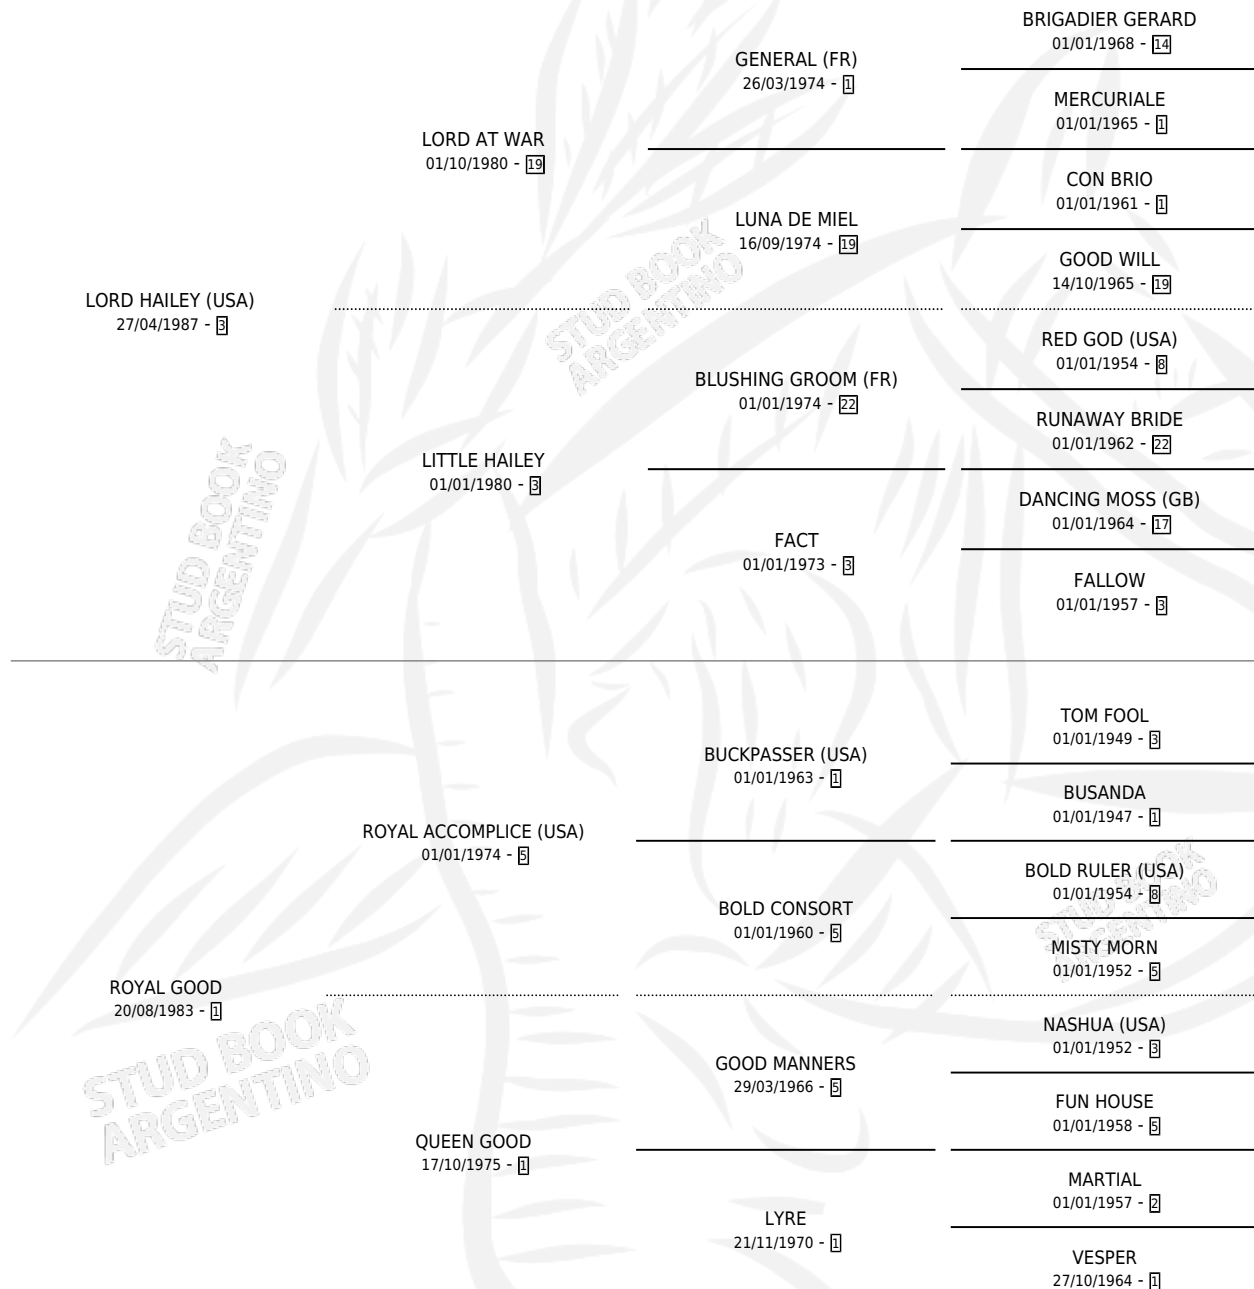 BRIGADIER GERARD
01/01/1968 - 14
GENERAL (FR)
26/03/1974 - 1
MERCURIALE
01/01/1965 - 1
LORD AT WAR
01/10/1980 - 19
CON BRIO
01/01/1961 - 1
LUNA DE MIEL
16/09/1974 - 19
GOOD WILL
14/10/1965 - 19
LORD HAILEY (USA)
27/04/1987 - 3
RED GOD (USA)
01/01/1954 - 8
BLUSHING GROOM (FR)
01/01/1974 - 22
RUNAWAY BRIDE
01/01/1962 - 22
LITTLE HAILEY
01/01/1980 - 3
DANCING MOSS (GB)
01/01/1964 - 17
FACT
01/01/1973 - 3
FALLOW
01/01/1957 - 3
TOM FOOL
01/01/1949 - 3
BUCKPASSER (USA)
01/01/1963 - 1
BUSANDA
01/01/1947 - 1
ROYAL ACCOMPLICE (USA)
01/01/1974 - 5
BOLD RULER (USA)
01/01/1954 - 8
BOLD CONSORT
01/01/1960 - 5
MISTY MORN
01/01/1952 - 5
ROYAL GOOD
20/08/1983 - 1
NASHUA (USA)
01/01/1952 - 3
GOOD MANNERS
29/03/1966 - 5
FUN HOUSE
01/01/1958 - 5
QUEEN GOOD
17/10/1975 - 1
MARTIAL
01/01/1957 - 2
LYRE
21/11/1970 - 1
VESPER
27/10/1964 - 1
STUD BOOK
ARGENTINO
STUD BOOK
ARGENTINO
STUD BOOK
ARGENTINO
STUD BOOK
ARGENTINO